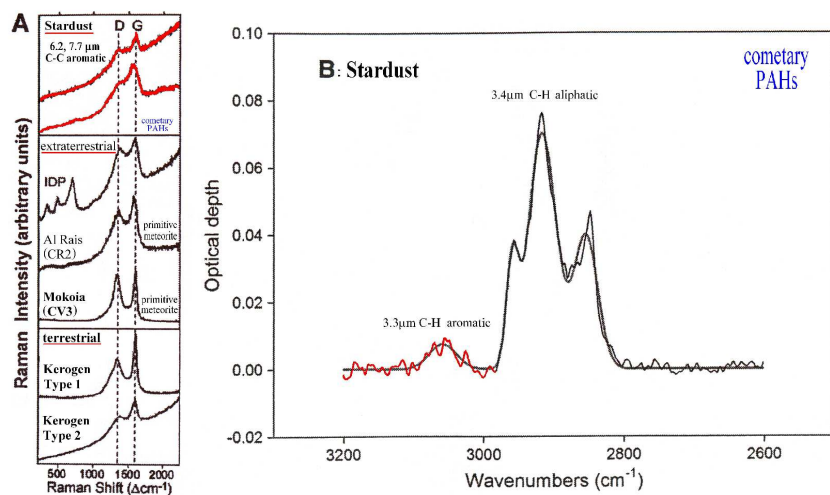 A
D G
Stardust
6.2, 7.7 μm
C-C aromatic
cometary
PAHs
extraterrestrial
IDP
Al Rais
(CR2)
primitive
meteorite
Mokoia
(CV3)
primitive
meteorite
terrestrial
Kerogen
Type 1
Kerogen
Type 2
500 1000 1500 2000
Raman Shift (Δcm⁻¹)
Raman Intensity (arbitrary units)
B: Stardust
cometary
PAHs
3.4μm C-H aliphatic
3.3μm C-H aromatic
0.10
0.08
0.06
0.04
0.02
0.00
-0.02
Optical depth
3200 3000 2800 2600
Wavenumbers (cm⁻¹)